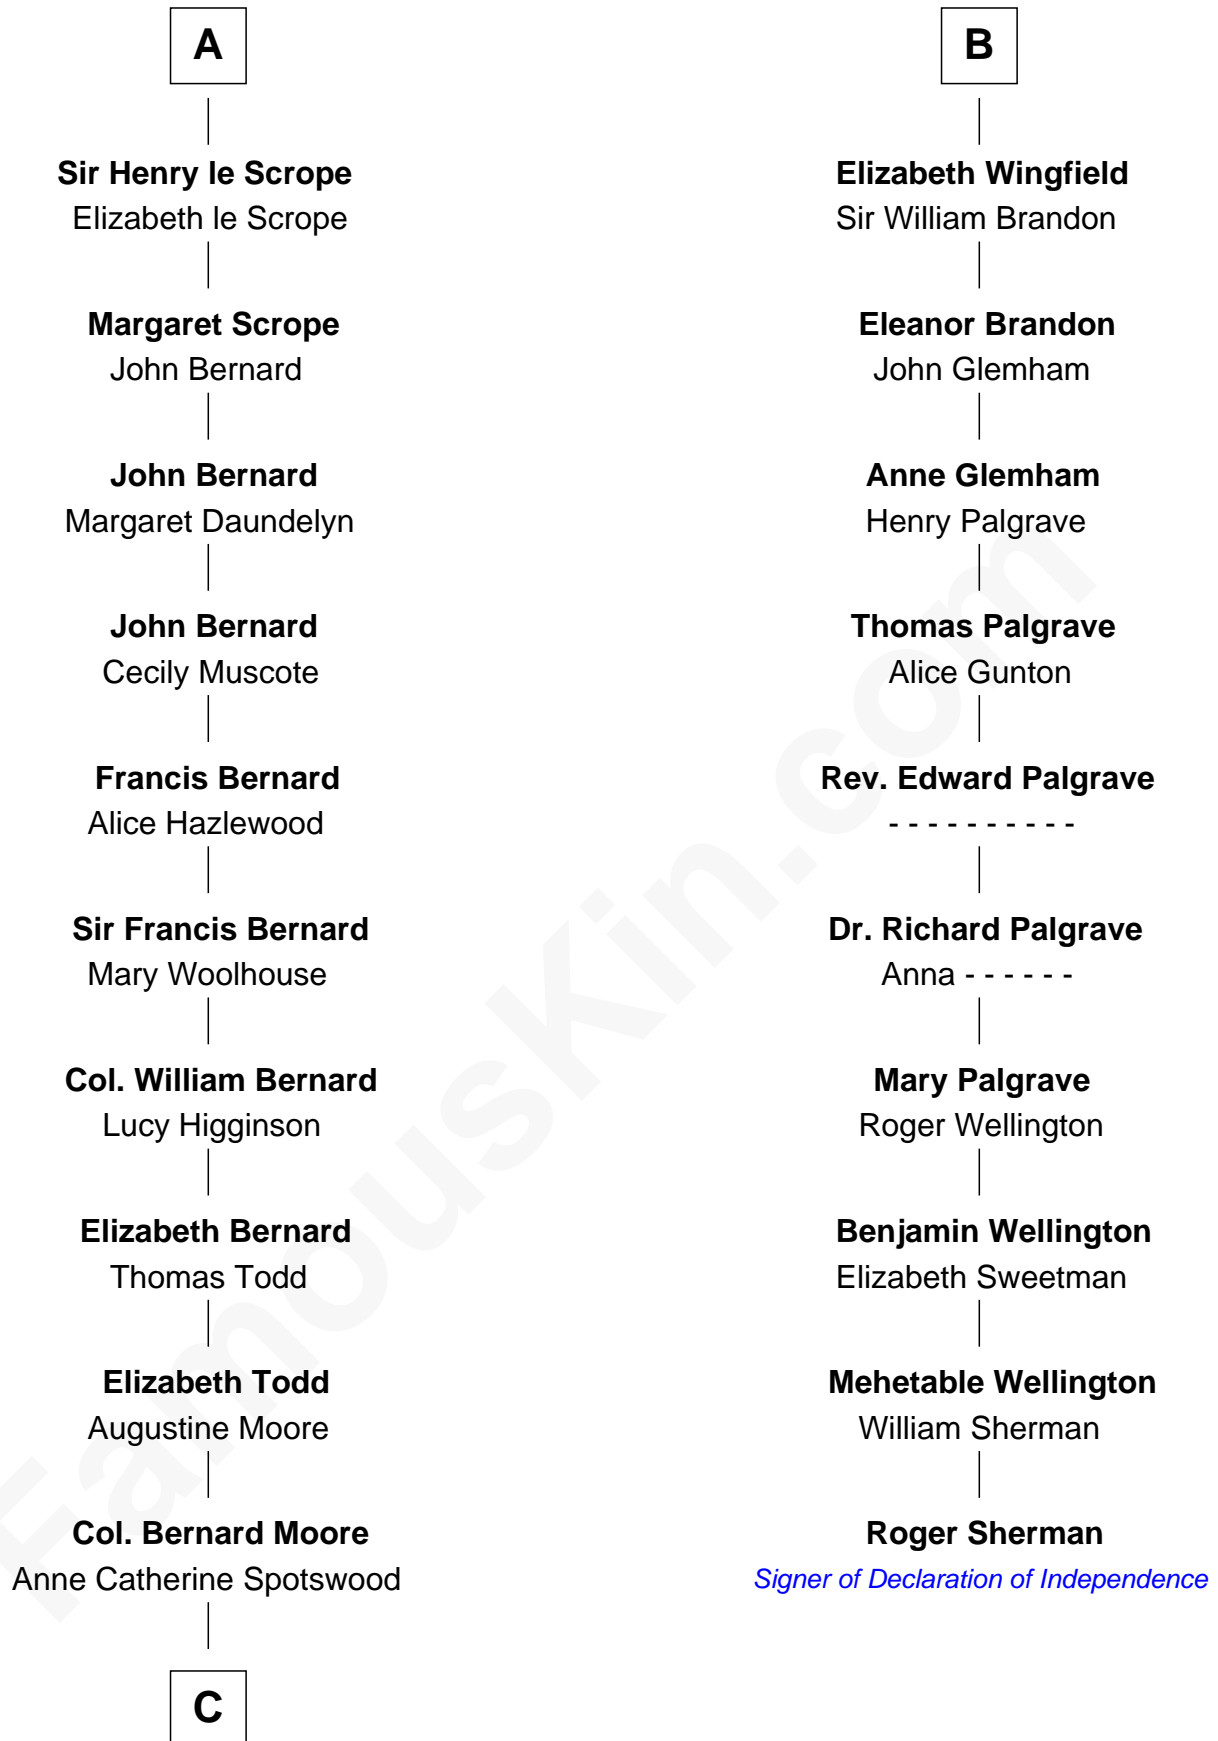 A
Sir Henry le Scrope
Elizabeth le Scrope
Margaret Scrope
John Bernard
John Bernard
Margaret Daundelyn
John Bernard
Cecily Muscote
Francis Bernard
Alice Hazlewood
Sir Francis Bernard
Mary Woolhouse
Col. William Bernard
Lucy Higginson
Elizabeth Bernard
Thomas Todd
Elizabeth Todd
Augustine Moore
Col. Bernard Moore
Anne Catherine Spotswood
C
B
Elizabeth Wingfield
Sir William Brandon
Eleanor Brandon
John Glemham
Anne Glemham
Henry Palgrave
Thomas Palgrave
Alice Gunton
Rev. Edward Palgrave
- - - - - - - - - -
Dr. Richard Palgrave
Anna - - - - - -
Mary Palgrave
Roger Wellington
Benjamin Wellington
Elizabeth Sweetman
Mehetable Wellington
William Sherman
Roger Sherman
Signer of Declaration of Independence
FamousKin.com